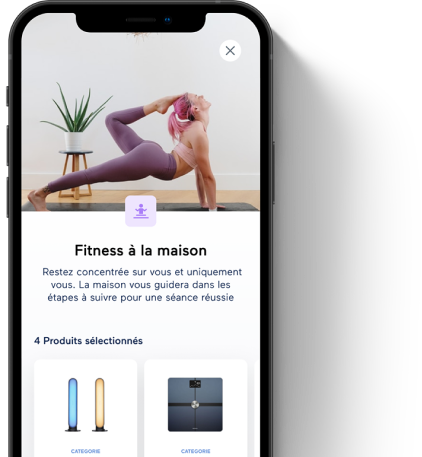 Fitness à la maison
Restez concentrée sur vous et uniquement
vous. La maison vous guidera dans les
étapes à suivre pour une séance réussie
4 Produits sélectionnés
CATEGORIE
CATEGORIE